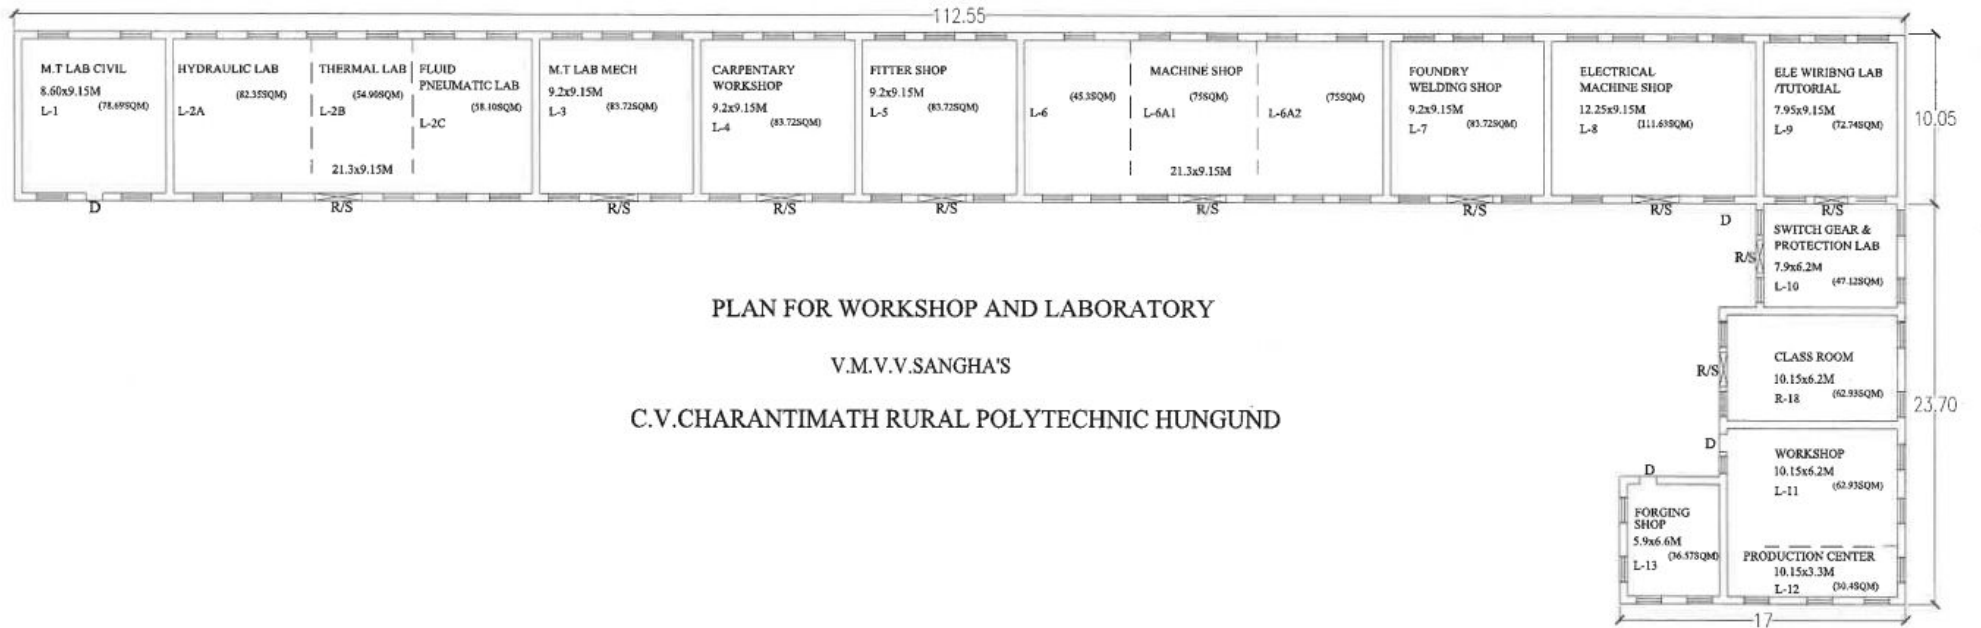 112.55
M.T LAB CIVIL
8.60x9.15M
(78.69SQM)
L-1
HYDRAULIC LAB
(82.35SQM)
L-2A
THERMAL LAB
(54.90SQM)
L-2B
FLUID
PNEUMATIC LAB
(58.10SQM)
L-2C
21.3x9.15M
M.T LAB MECH
9.2x9.15M
(83.72SQM)
L-3
CARPENTARY
WORKSHOP
9.2x9.15M
(83.72SQM)
L-4
FITTER SHOP
9.2x9.15M
(83.72SQM)
L-5
(45.3SQM)
L-6
MACHINE SHOP
(75SQM)
L-6A1
(75SQM)
L-6A2
21.3x9.15M
FOUNDRY
WELDING SHOP
9.2x9.15M
(83.72SQM)
L-7
ELECTRICAL
MACHINE SHOP
12.25x9.15M
(111.63SQM)
L-8
ELE WIRIBNG LAB
/TUTORIAL
7.95x9.15M
(72.74SQM)
L-9
10.05
D
R/S
R/S
R/S
R/S
R/S
R/S
R/S
D
R/S
SWITCH GEAR &
PROTECTION LAB
R/S
7.9x6.2M
(47.12SQM)
L-10
PLAN FOR WORKSHOP AND LABORATORY
V.M.V.V.SANGHA'S
C.V.CHARANTIMATH RURAL POLYTECHNIC HUNGUND
CLASS ROOM
R/S
10.15x6.2M
(62.93SQM)
R-18
23.70
D
WORKSHOP
10.15x6.2M
(62.93SQM)
L-11
D
FORGING
SHOP
5.9x6.6M
(36.57SQM)
L-13
PRODUCTION CENTER
10.15x3.3M
(30.4SQM)
L-12
17